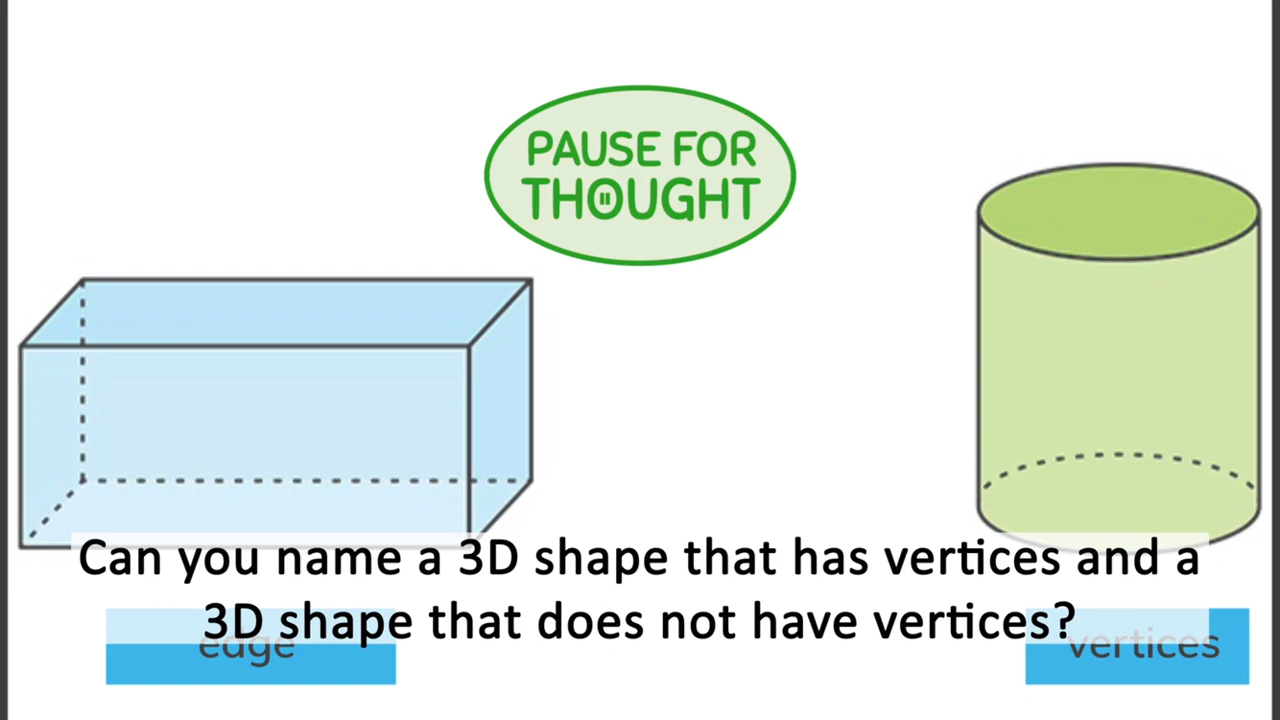 PAUSE FOR
THOUGHT
Can you name a 3D shape that has vertices and a
3D shape that does not have vertices?
edge
vertices